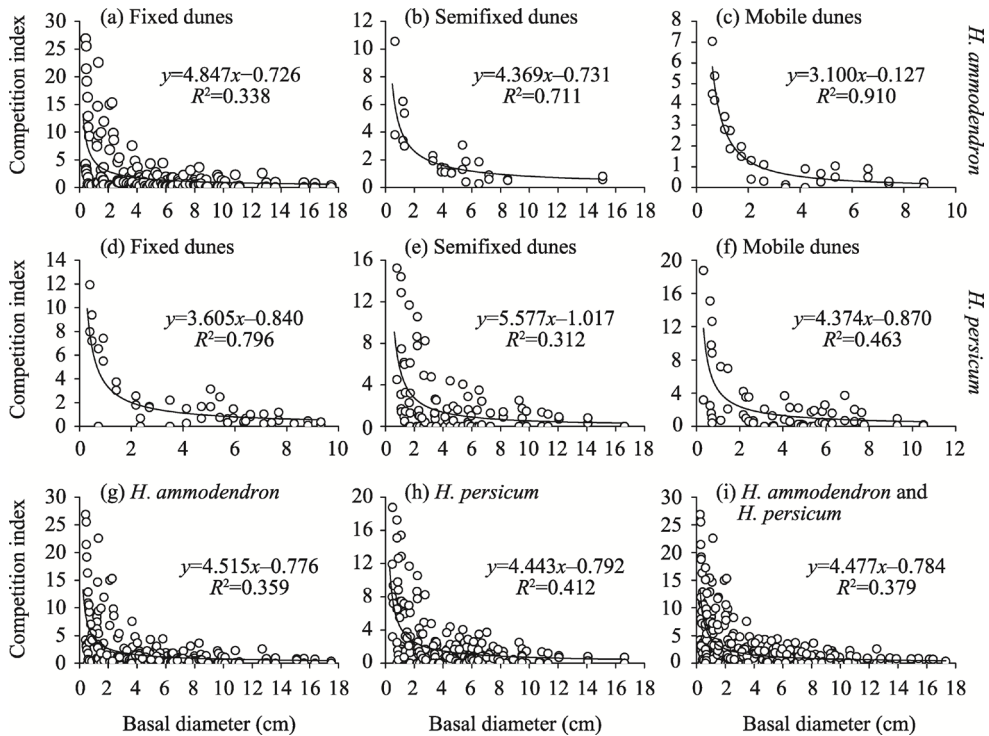 (a) Fixed dunes
Competition index
30
25
20
15
10
5
0
y=4.847x–0.726
R²=0.338
0 2 4 6 8 10 12 14 16 18
(b) Semifixed dunes
12
10
8
6
4
2
0
y=4.369x–0.731
R²=0.711
0 2 4 6 8 10 12 14 16 18
(c) Mobile dunes
8
7
6
5
4
3
2
1
0
y=3.100x–0.127
R²=0.910
0 2 4 6 8 10
H. ammodendron
(d) Fixed dunes
Competition index
14
12
10
8
6
4
2
0
y=3.605x–0.840
R²=0.796
0 2 4 6 8 10
(e) Semifixed dunes
16
12
8
4
0
y=5.577x–1.017
R²=0.312
0 2 4 6 8 10 12 14 16 18
(f) Mobile dunes
20
16
12
8
4
0
y=4.374x–0.870
R²=0.463
0 2 4 6 8 10 12
H. persicum
(g) H. ammodendron
Competition index
30
25
20
15
10
5
0
y=4.515x–0.776
R²=0.359
0 2 4 6 8 10 12 14 16 18
Basal diameter (cm)
(h) H. persicum
20
16
12
8
4
0
y=4.443x–0.792
R²=0.412
0 2 4 6 8 10 12 14 16 18
Basal diameter (cm)
(i) H. ammodendron and
H. persicum
30
25
20
15
10
5
0
y=4.477x–0.784
R²=0.379
0 2 4 6 8 10 12 14 16 18
Basal diameter (cm)